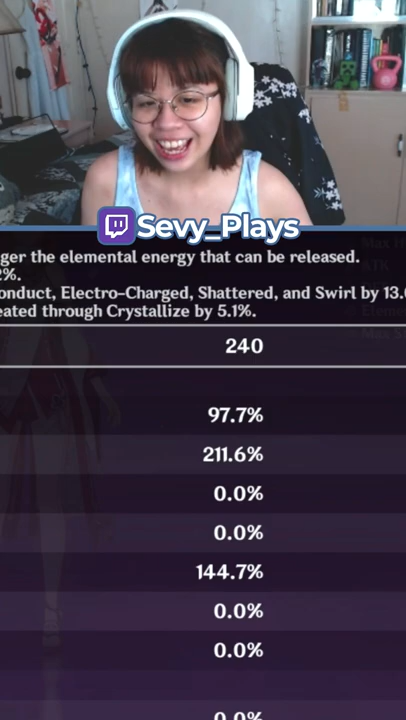 Sevy_Plays
ger the elemental energy that can be released.
2%.
onduct, Electro-Charged, Shattered, and Swirl by 13.
eated through Crystallize by 5.1%.
240
97.7%
211.6%
0.0%
0.0%
144.7%
0.0%
0.0%
0.0%